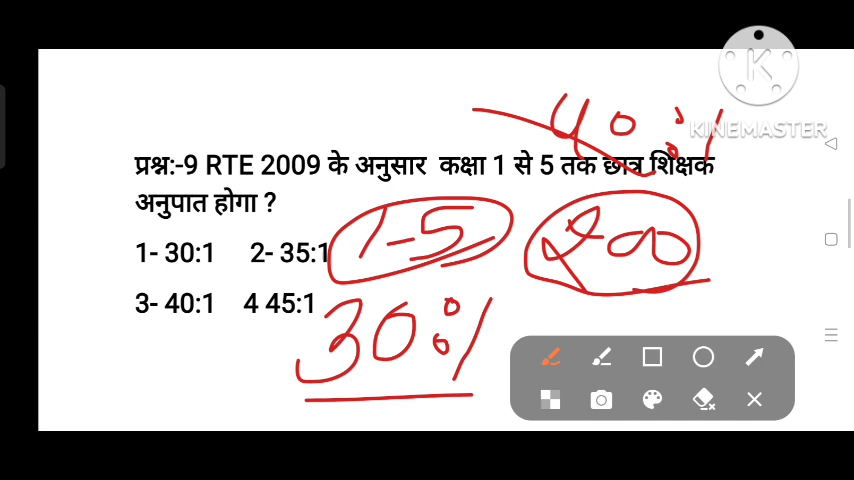 KINEMASTER
40:1
प्रश्न:-9 RTE 2009 के अनुसार कक्षा 1 से 5 तक छात्र शिक्षक
अनुपात होगा ?
1-5 200
1- 30:1 2- 35:1
3- 40:1 4 45:1
30:1